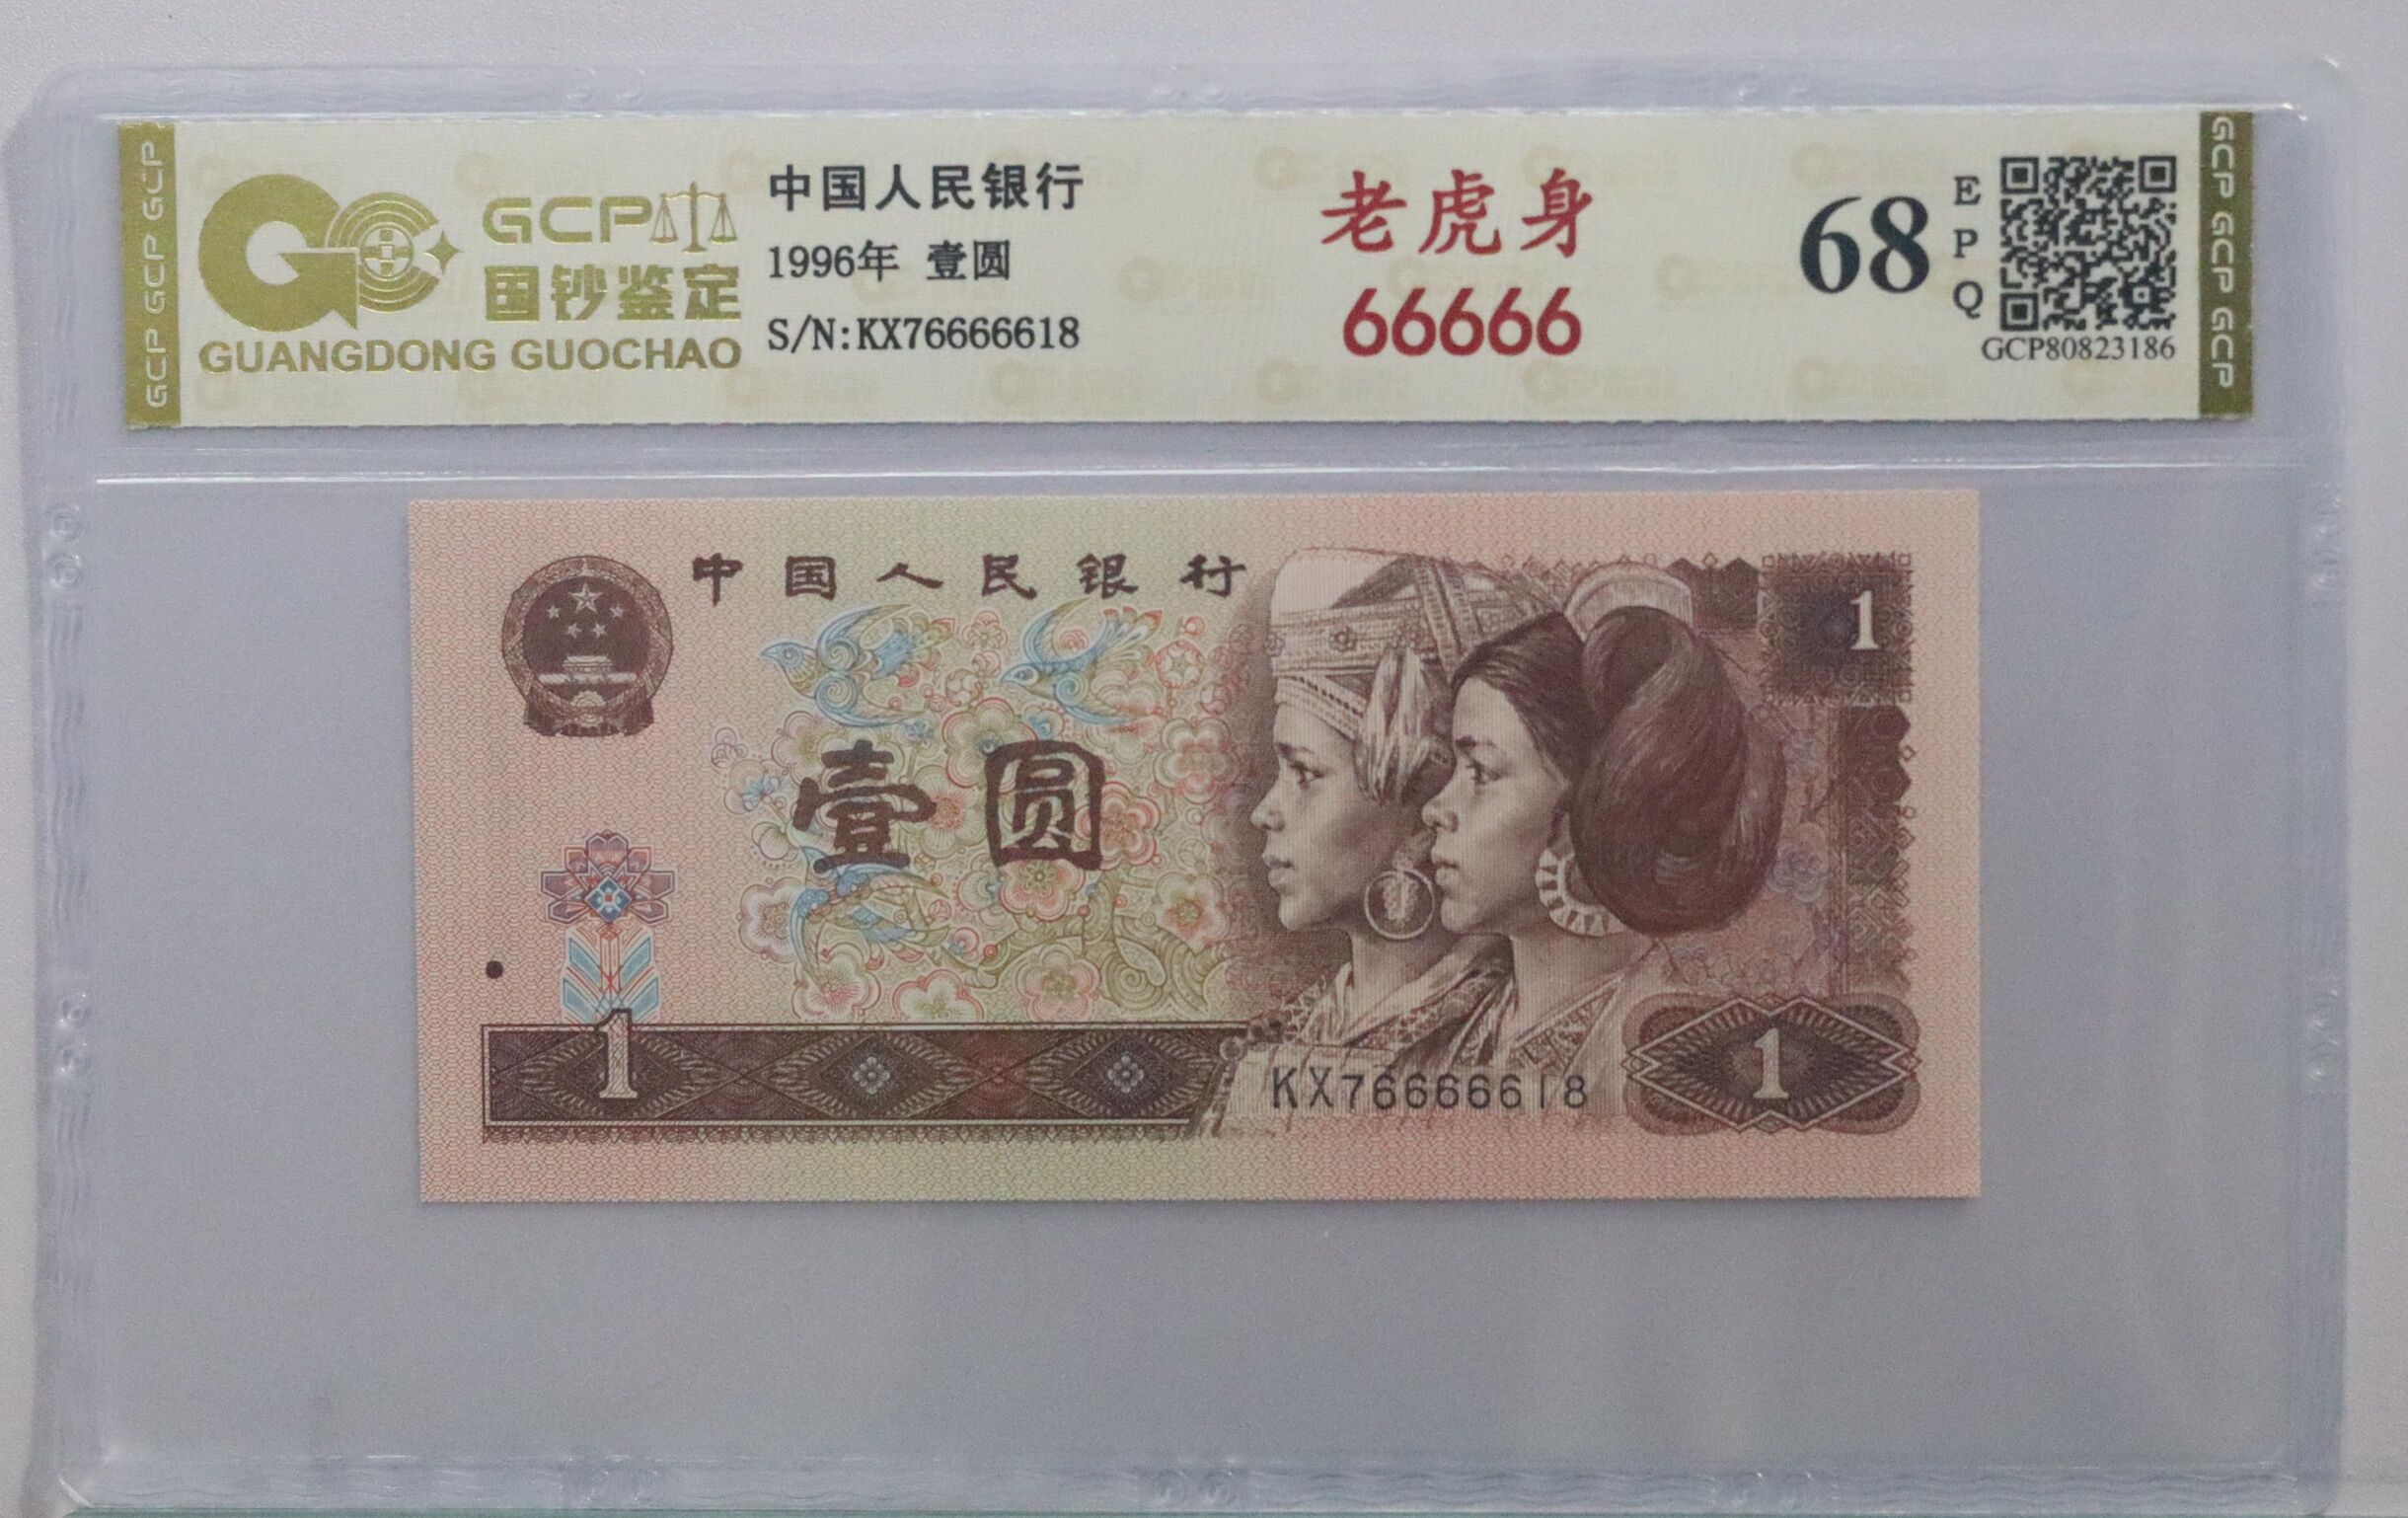 GCP GCP GCP
GCP
国钞鉴定
GUANGDONG GUOCHAO
中国人民银行
1996年 壹圆
S/N:KX76666618
老虎身
66666
68
EPQ
GCP80823186
GCP GCP GCP
中国人民银行
壹圆
1
1
1
KX76666618